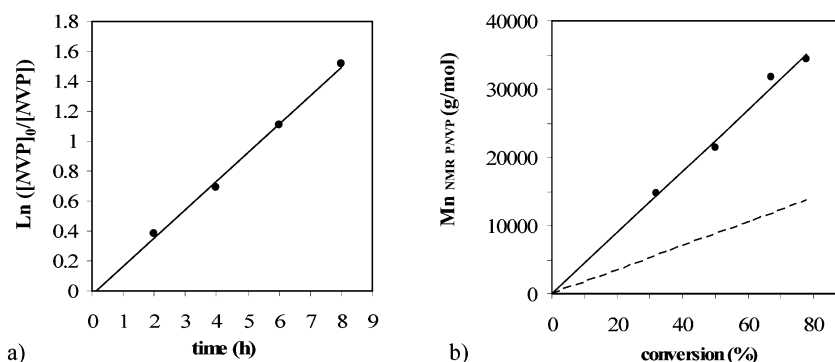 1.8
1.6
1.4
1.2
1
0.8
0.6
0.4
0.2
0
Ln ([NVP]0/[NVP])
0 1 2 3 4 5 6 7 8 9
time (h)
a)
40000
30000
20000
10000
0
Mn NMR PNVP (g/mol)
0 20 40 60 80
conversion (%)
b)